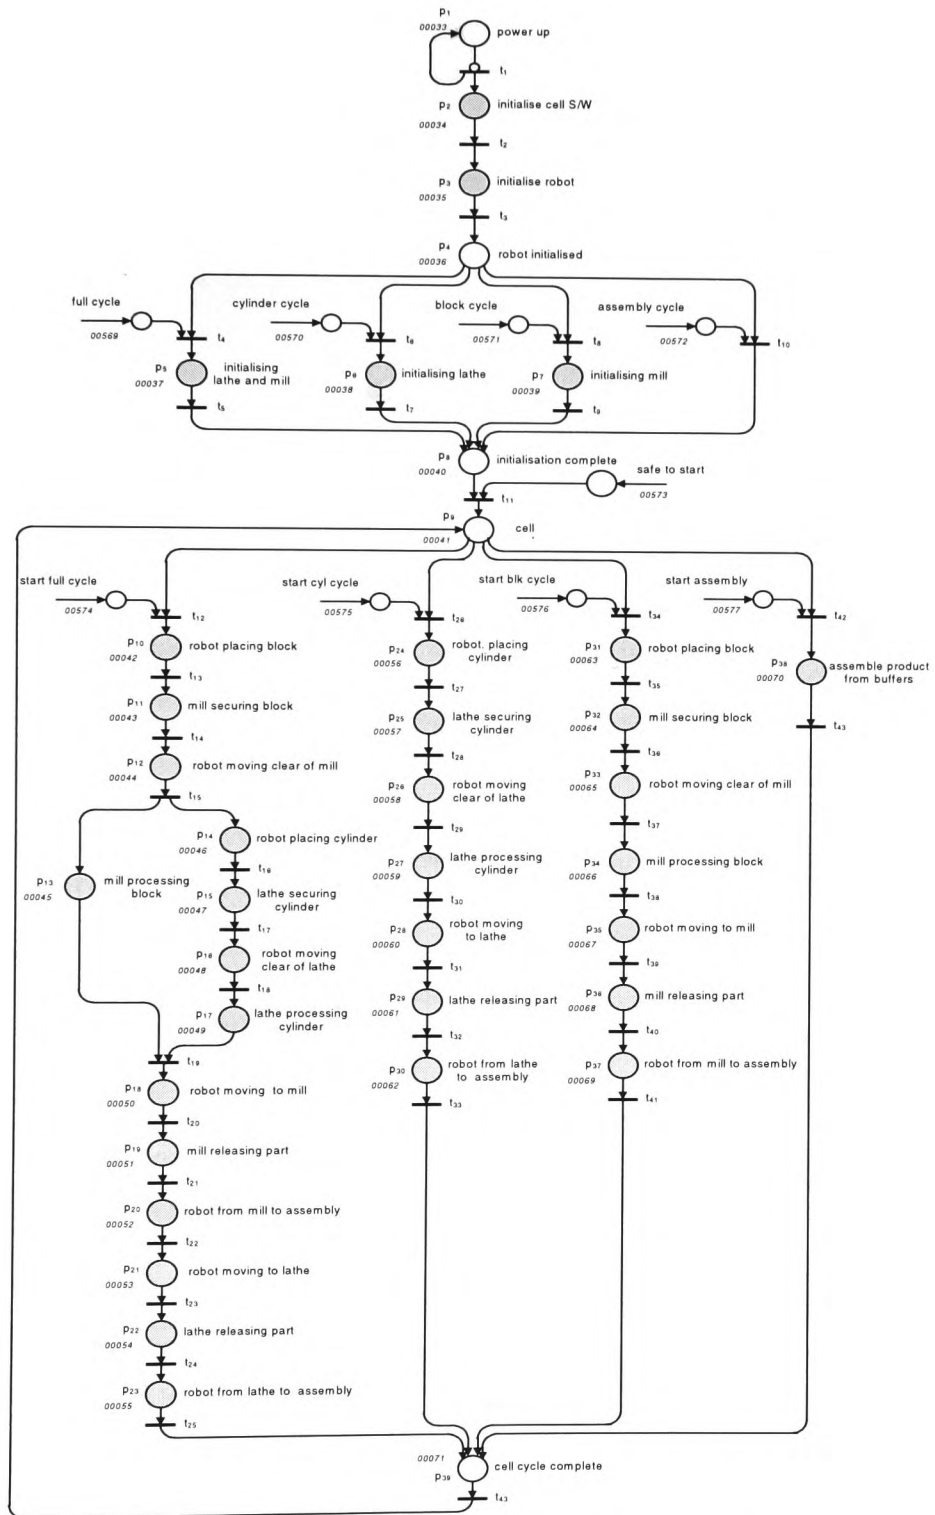 p1
00033
power up
t1
p2
00034
initialise cell S/W
t2
p3
00035
initialise robot
t3
p4
00036
robot initialised
full cycle
00569
t4
cylinder cycle
00570
t6
block cycle
00571
t8
assembly cycle
00572
t10
p5
00037
initialising
lathe and mill
t5
p6
00038
initialising lathe
t7
p7
00039
initialising mill
t9
p8
00040
initialisation complete
safe to start
00573
t11
p9
00041
cell
start full cycle
00574
t12
start cyl cycle
00575
t26
start blk cycle
00576
t34
start assembly
00577
t42
p10
00042
robot placing block
t13
p11
00043
mill securing block
t14
p12
00044
robot moving clear of mill
t15
p13
00045
mill processing
block
p14
00046
robot placing cylinder
t16
p15
00047
lathe securing
cylinder
t17
p16
00048
robot moving
clear of lathe
t18
p17
00049
lathe processing
cylinder
t19
p18
00050
robot moving to mill
t20
p19
00051
mill releasing part
t21
p20
00052
robot from mill to assembly
t22
p21
00053
robot moving to lathe
t23
p22
00054
lathe releasing part
t24
p23
00055
robot from lathe to assembly
t25
p24
00056
robot. placing
cylinder
t27
p25
00057
lathe securing
cylinder
t28
p26
00058
robot moving
clear of lathe
t29
p27
00059
lathe processing
cylinder
t30
p28
00060
robot moving
to lathe
t31
p29
00061
lathe releasing part
t32
p30
00062
robot from lathe
to assembly
t33
p31
00063
robot placing block
t35
p32
00064
mill securing block
t36
p33
00065
robot moving clear of mill
t37
p34
00066
mill processing block
t38
p35
00067
robot moving to mill
t39
p36
00068
mill releasing part
t40
p37
00069
robot from mill to assembly
t41
p38
00070
assemble product
from buffers
t43
00071
p39
cell cycle complete
t43